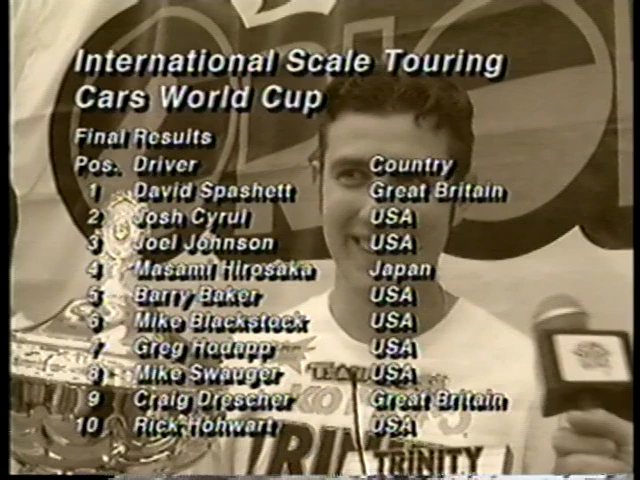 International Scale Touring
Cars World Cup
Final Results
Pos. Driver Country
1 David Spashett Great Britain
2 Josh Cyrul USA
3 Joel Johnson USA
4 Masami Hirosaka Japan
5 Barry Baker USA
6 Mike Blackstock USA
7 Greg Hodapp USA
8 Mike Swauger USA
9 Craig Drescher Great Britain
10 Rick Hohwart USA
TEAM
TRINITY